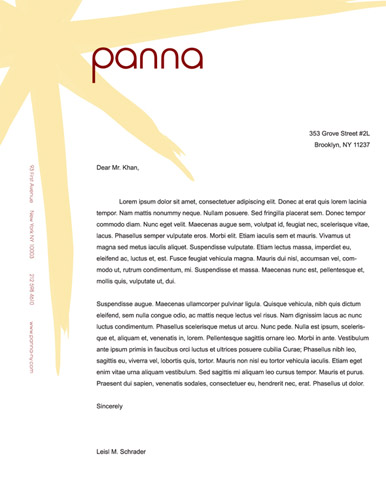 panna
353 Grove Street #2L
Brooklyn, NY 11237
Dear Mr. Khan,
Lorem ipsum dolor sit amet, consectetuer adipiscing elit. Donec at erat quis lorem lacinia
tempor. Nam mattis nonummy neque. Nullam posuere. Sed fringilla placerat sem. Donec tempor
commodo diam. Nunc eget velit. Maecenas augue sem, volutpat id, feugiat nec, scelerisque vitae,
lacus. Phasellus semper vulputate eros. Morbi elit. Etiam iaculis sem et mauris. Vivamus ut
magna sed metus iaculis aliquet. Suspendisse vulputate. Etiam lectus massa, imperdiet eu,
eleifend ac, luctus et, est. Fusce feugiat vehicula magna. Mauris dui nisl, accumsan vel, com-
modo ut, rutrum condimentum, mi. Suspendisse et massa. Maecenas nunc est, pellentesque et,
mollis quis, vulputate ut, dui.
Suspendisse augue. Maecenas ullamcorper pulvinar ligula. Quisque vehicula, nibh quis dictum
eleifend, sem nulla congue odio, ac mattis neque lectus vel risus. Nam dignissim lacus ac nunc
luctus condimentum. Phasellus scelerisque metus ut arcu. Nunc pede. Nulla est ipsum, sceleris-
que et, aliquam et, venenatis in, lorem. Pellentesque sagittis ornare leo. Morbi in ante. Vestibulum
ante ipsum primis in faucibus orci luctus et ultrices posuere cubilia Curae; Phasellus nibh leo,
sagittis eu, viverra vel, lobortis quis, tortor. Mauris non nisl eu tortor vehicula iaculis. Etiam eget
enim vitae urna aliquam vestibulum. Sed sagittis mi aliquam leo cursus tempor. Mauris et purus.
Praesent dui sapien, venenatis sodales, consectetuer eu, hendrerit nec, erat. Phasellus ut dolor.
Sincerely
Leisl M. Schrader
93 First Avenue New York NY 10003 www.panna-ny.com